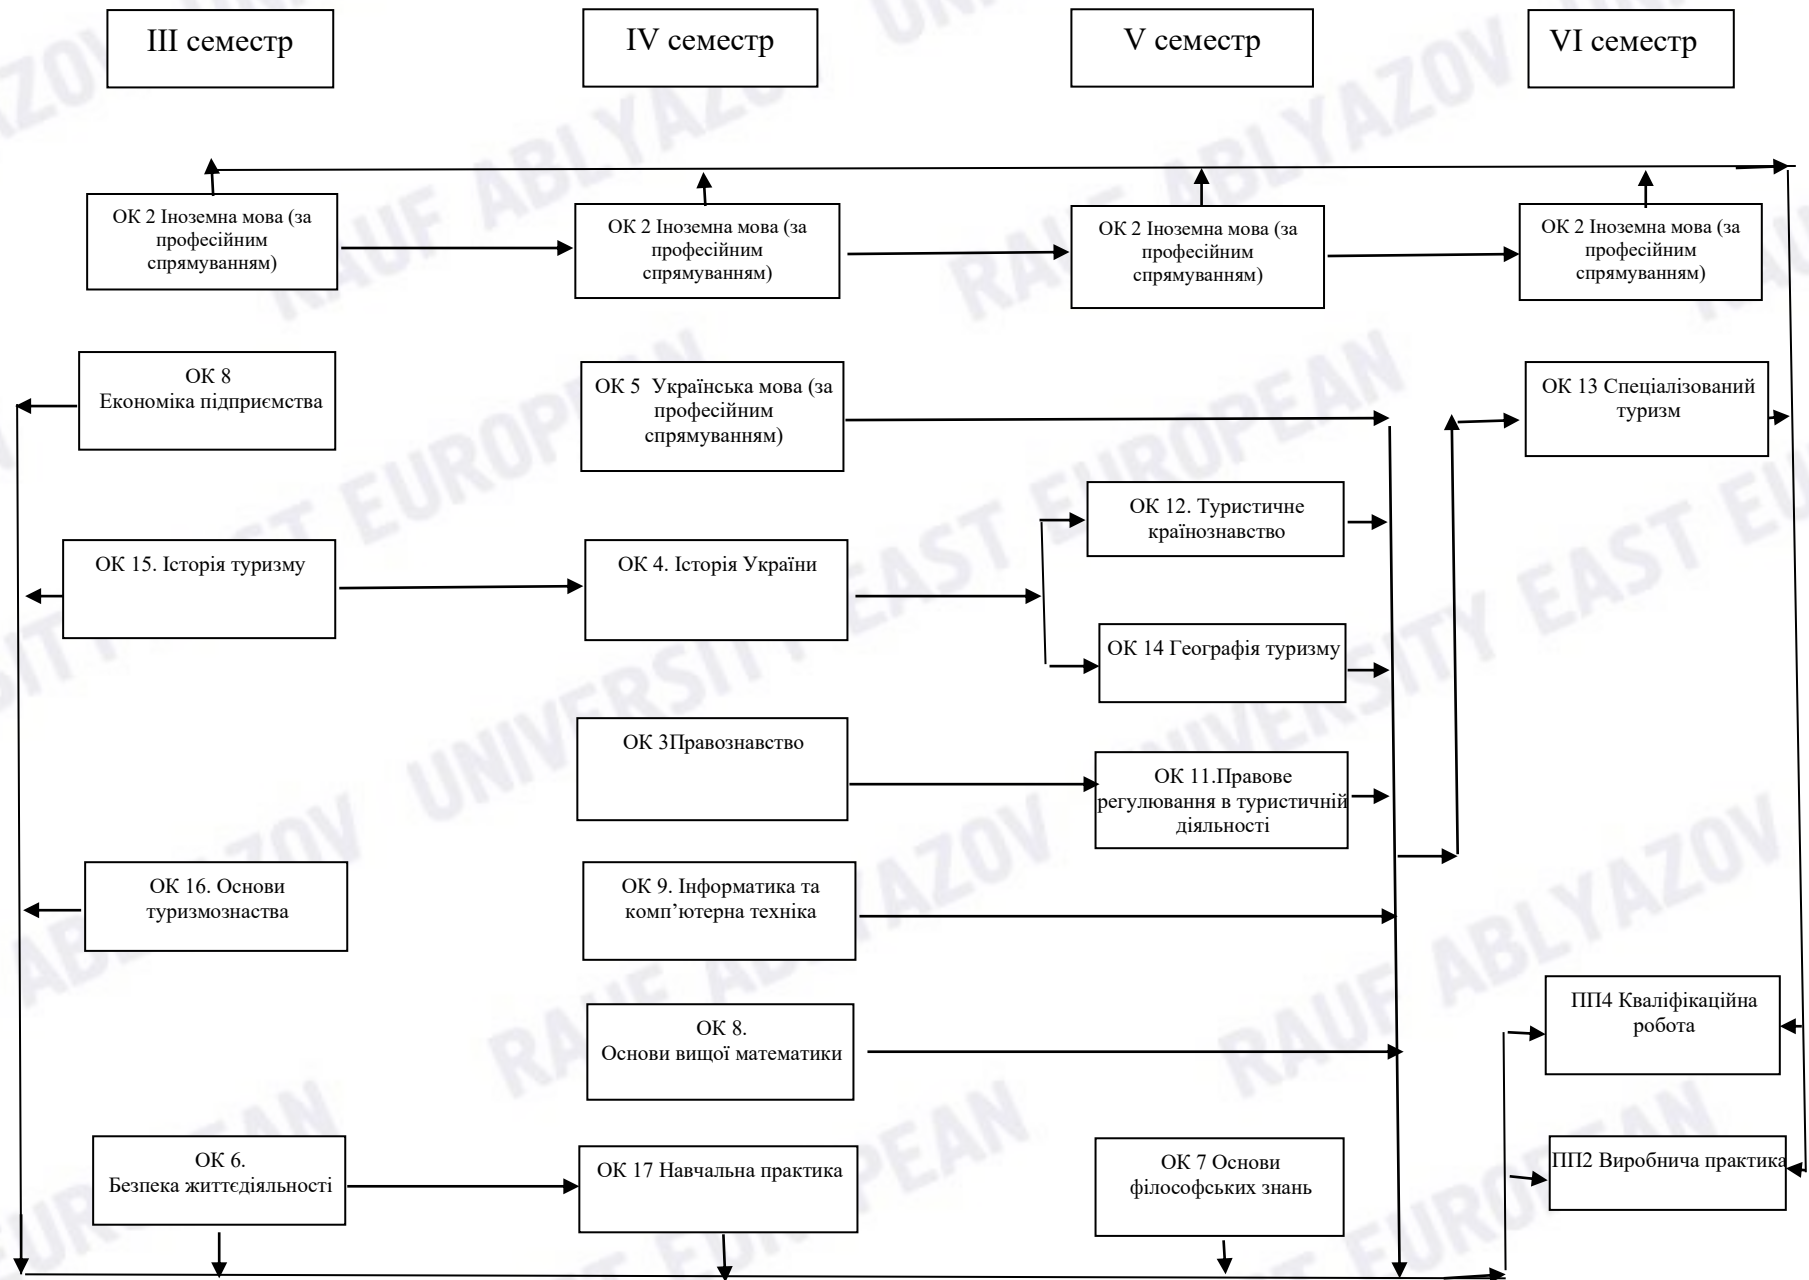 III семестр
IV семестр
V семестр
VI семестр
ОК 2 Іноземна мова (за
професійним
спрямуванням)
ОК 2 Іноземна мова (за
професійним
спрямуванням)
ОК 2 Іноземна мова (за
професійним
спрямуванням)
ОК 2 Іноземна мова (за
професійним
спрямуванням)
ОК 8
Економіка підприємства
ОК 5 Українська мова (за
професійним
спрямуванням)
ОК 13 Спеціалізований
туризм
ОК 12. Туристичне
країнознавство
ОК 15. Історія туризму
ОК 4. Історія України
ОК 14 Географія туризму
ОК 3Правознавство
ОК 11.Правове
регулювання в туристичній
діяльності
ОК 16. Основи
туризмознаства
ОК 9. Інформатика та
комп’ютерна техніка
ОК 8.
Основи вищої математики
ПП4 Кваліфікаційна
робота
ОК 6.
Безпека життєдіяльності
ОК 17 Навчальна практика
ОК 7 Основи
філософських знань
ПП2 Виробнича практика
RAUF ABLYAZOV
EAST EUROPEAN
UNIVERSITY